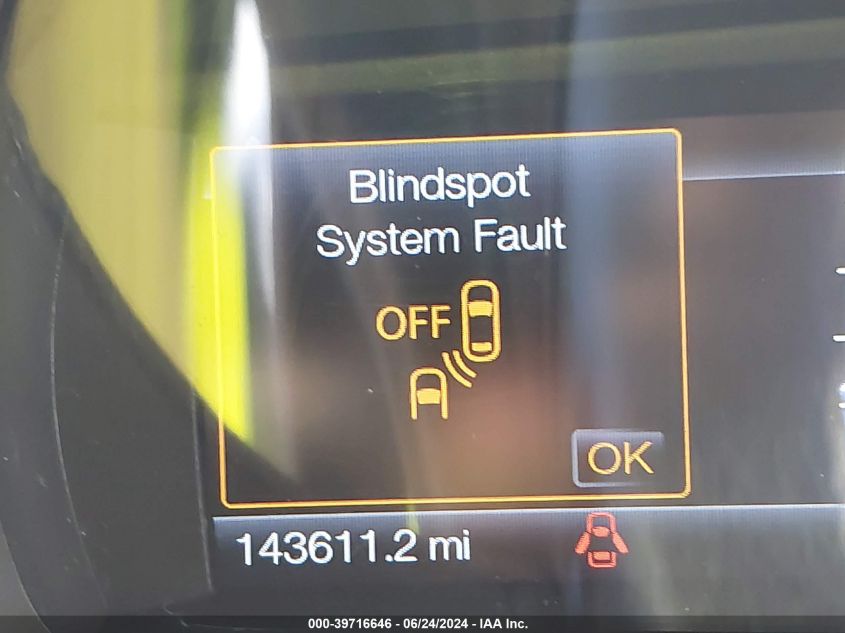 Blindspot
System Fault
OFF
OK
143611.2 mi
000-39716646 - 06/24/2024 - IAA Inc.